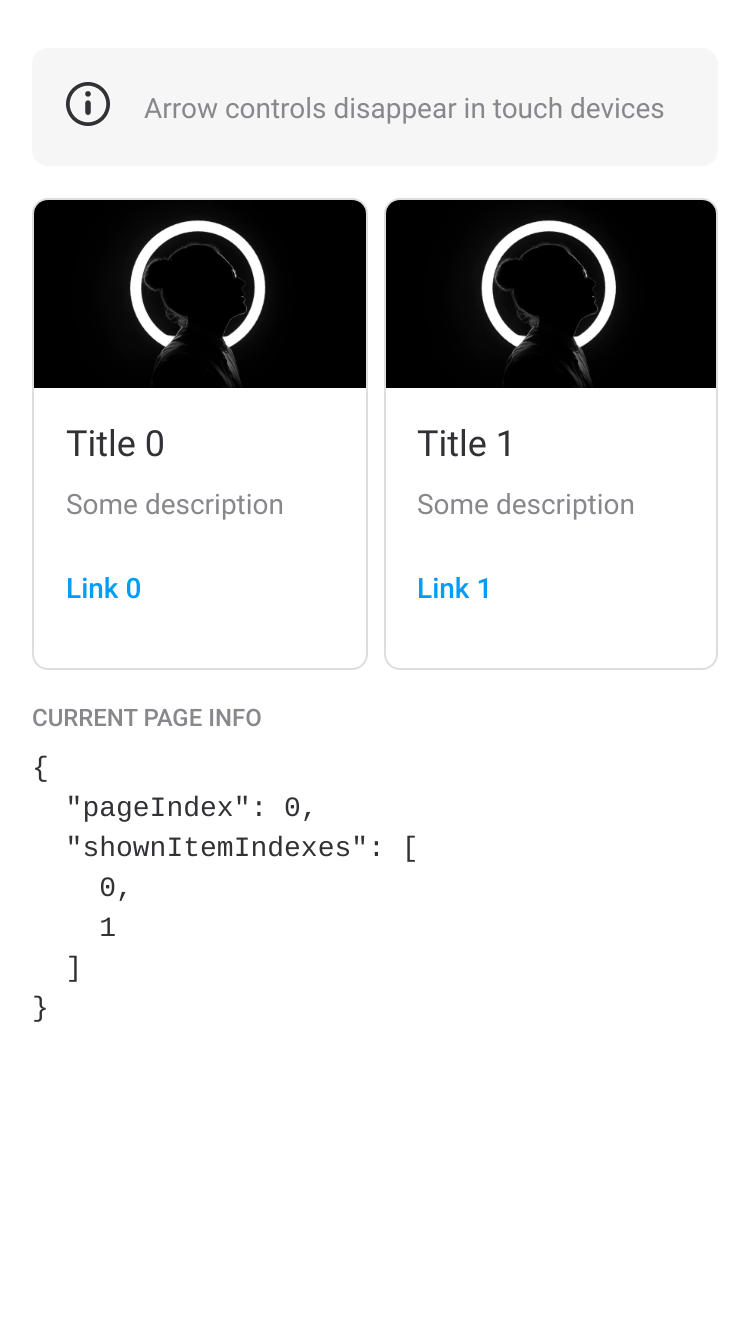 Arrow controls disappear in touch devices
Title 0
Some description
Link 0
Title 1
Some description
Link 1
CURRENT PAGE INFO
{
  "pageIndex": 0,
  "shownItemIndexes": [
    0,
    1
  ]
}